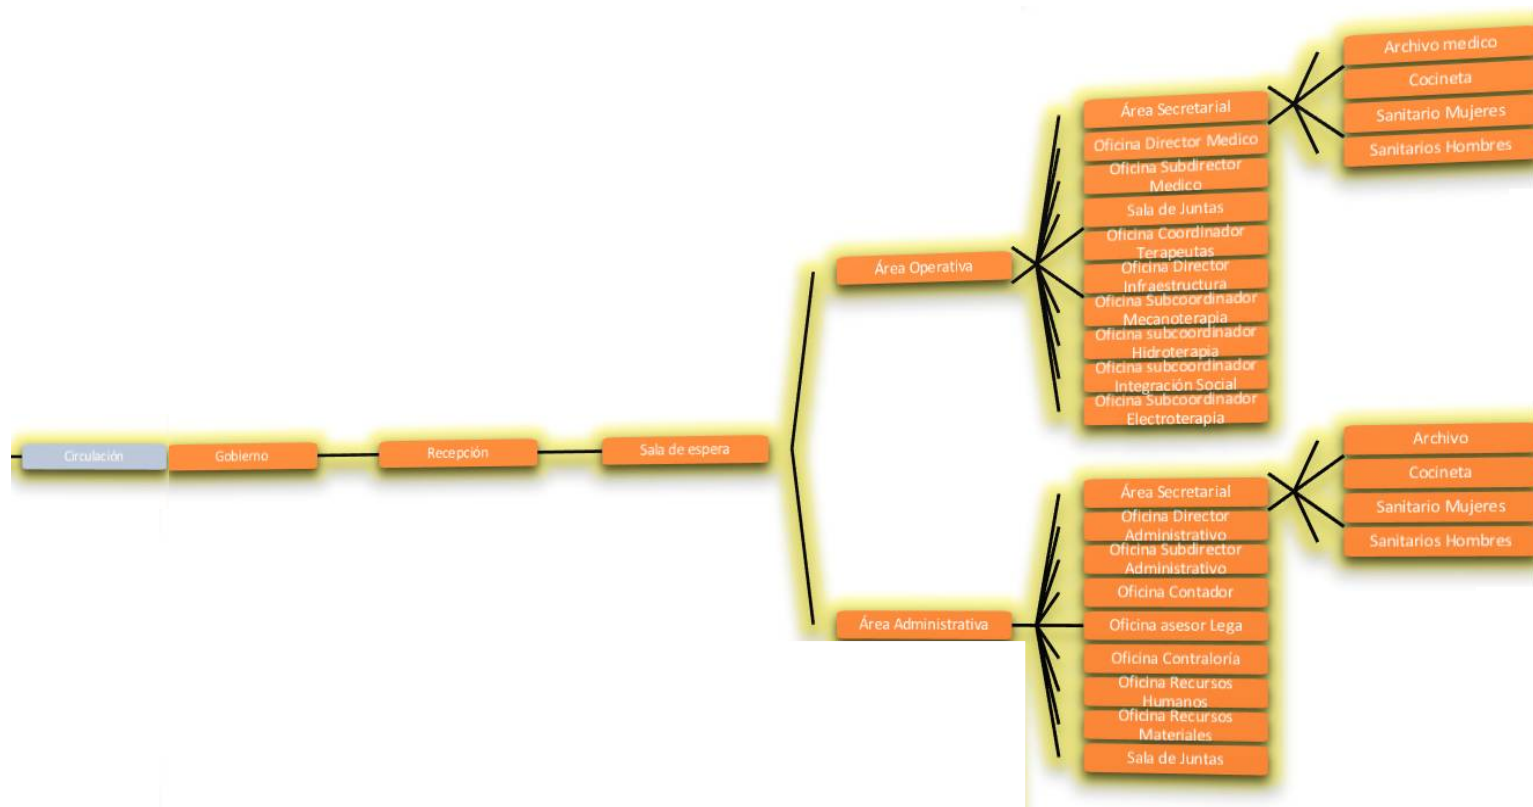 Circulación
Gobierno
Recepción
Sala de espera
Área Operativa
Área Secretarial
Oficina Director Medico
Oficina Subdirector
Medico
Sala de Juntas
Oficina Coordinador
Terapeutas
Oficina Director
Infraestructura
Oficina Subcoordinador
Mecanoterapia
Oficina subcoordinador
Hidroterapia
Oficina subcoordinador
Integración Social
Oficina Subcoordinador
Electroterapia
Archivo medico
Cocineta
Sanitario Mujeres
Sanitarios Hombres
Área Administrativa
Área Secretarial
Oficina Director
Administrativo
Oficina Subdirector
Administrativo
Oficina Contador
Oficina asesor Lega
Oficina Contraloría
Oficina Recursos
Humanos
Oficina Recursos
Materiales
Sala de Juntas
Archivo
Cocineta
Sanitario Mujeres
Sanitarios Hombres